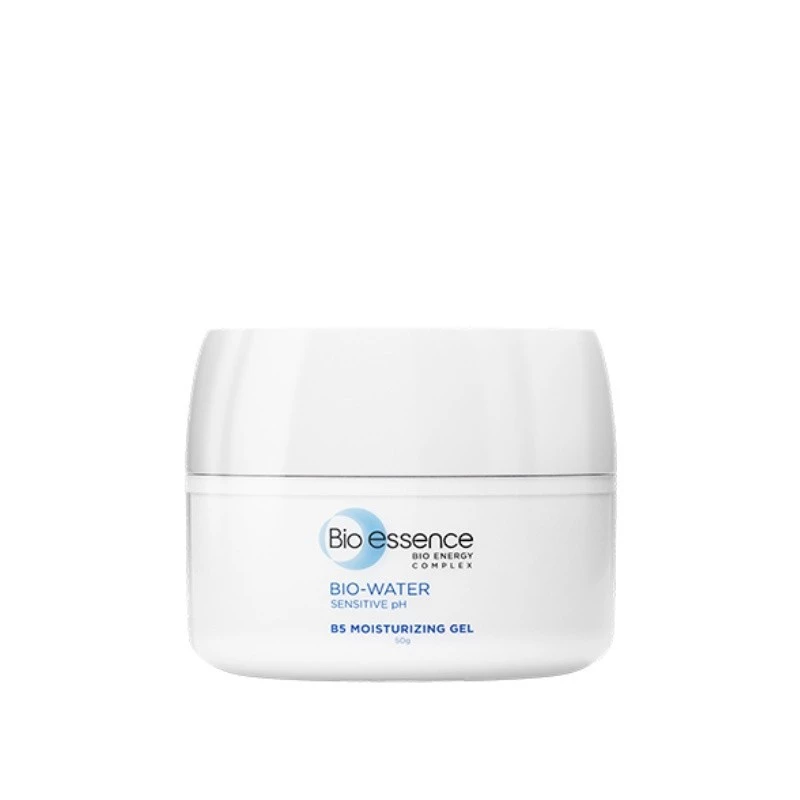 Bio essence
BIO ENERGY
COMPLEX
BIO-WATER
SENSITIVE pH
B5 MOISTURIZING GEL
50g